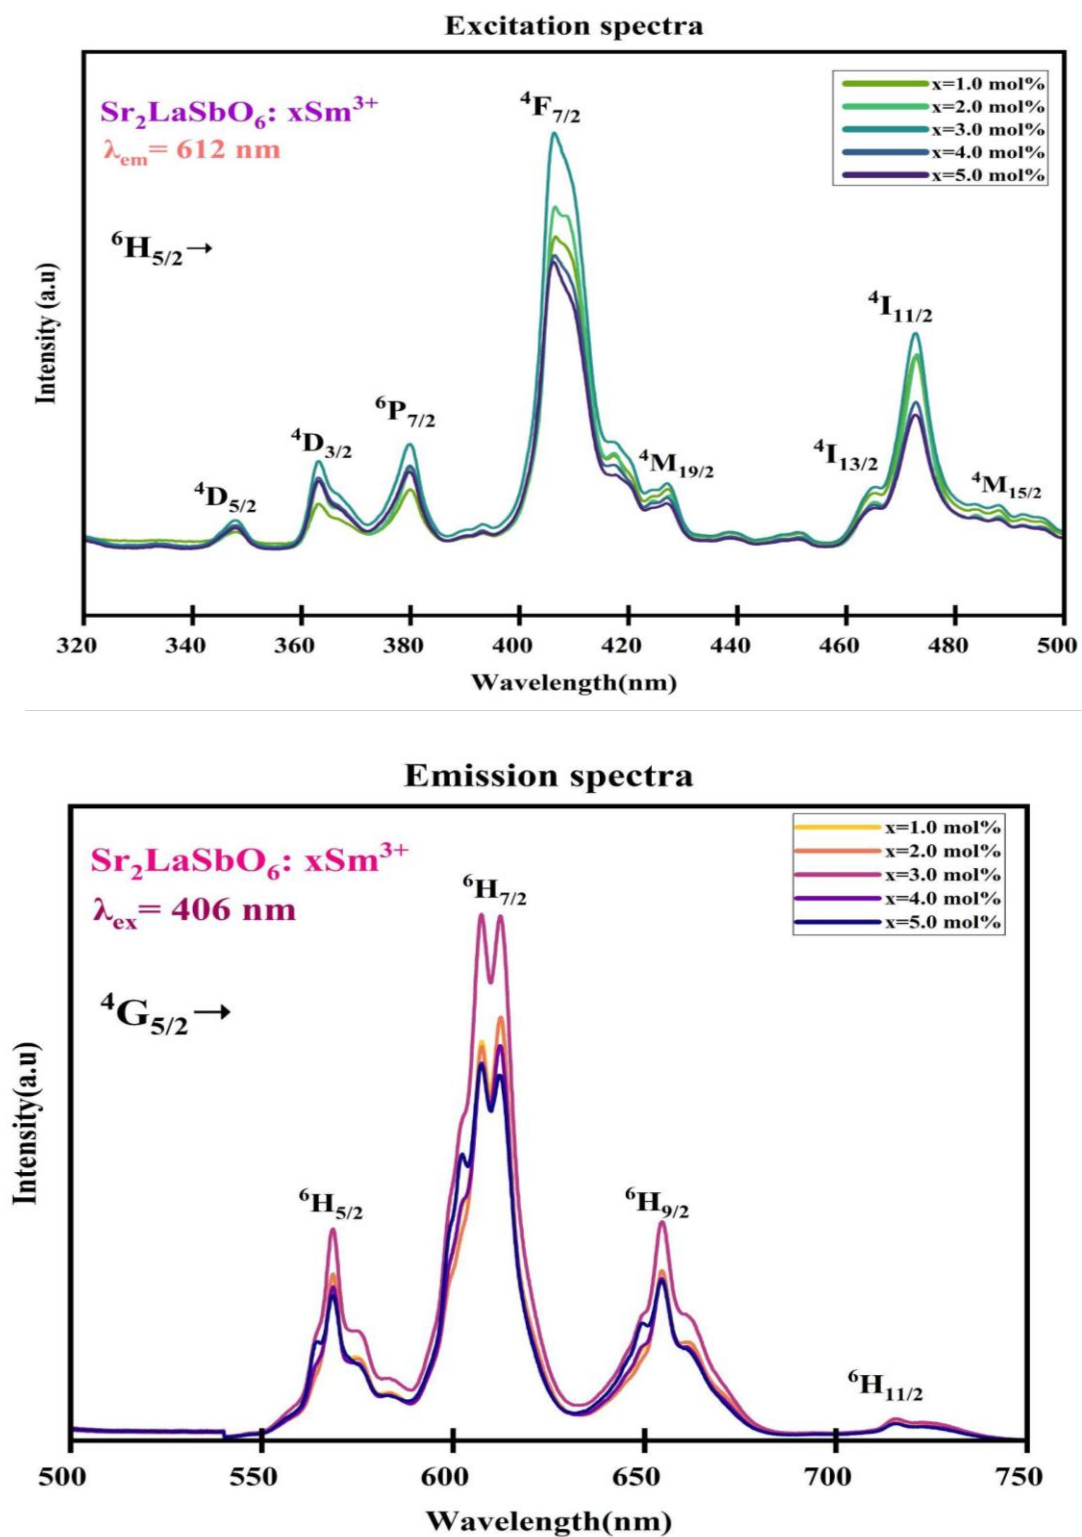 Excitation spectra
Sr₂LaSbO₆: xSm³⁺
λₑₘ= 612 nm
⁶H₅/₂→
x=1.0 mol%
x=2.0 mol%
x=3.0 mol%
x=4.0 mol%
x=5.0 mol%
⁴D₅/₂
⁴D₃/₂
⁶P₇/₂
⁴F₇/₂
⁴M₁₉/₂
⁴I₁₃/₂
⁴I₁₁/₂
⁴M₁₅/₂
Intensity (a.u)
320 340 360 380 400 420 440 460 480 500
Wavelength(nm)
Emission spectra
Sr₂LaSbO₆: xSm³⁺
λₑₓ= 406 nm
⁴G₅/₂→
x=1.0 mol%
x=2.0 mol%
x=3.0 mol%
x=4.0 mol%
x=5.0 mol%
⁶H₅/₂
⁶H₇/₂
⁶H₉/₂
⁶H₁₁/₂
Intensity(a.u)
500 550 600 650 700 750
Wavelength(nm)